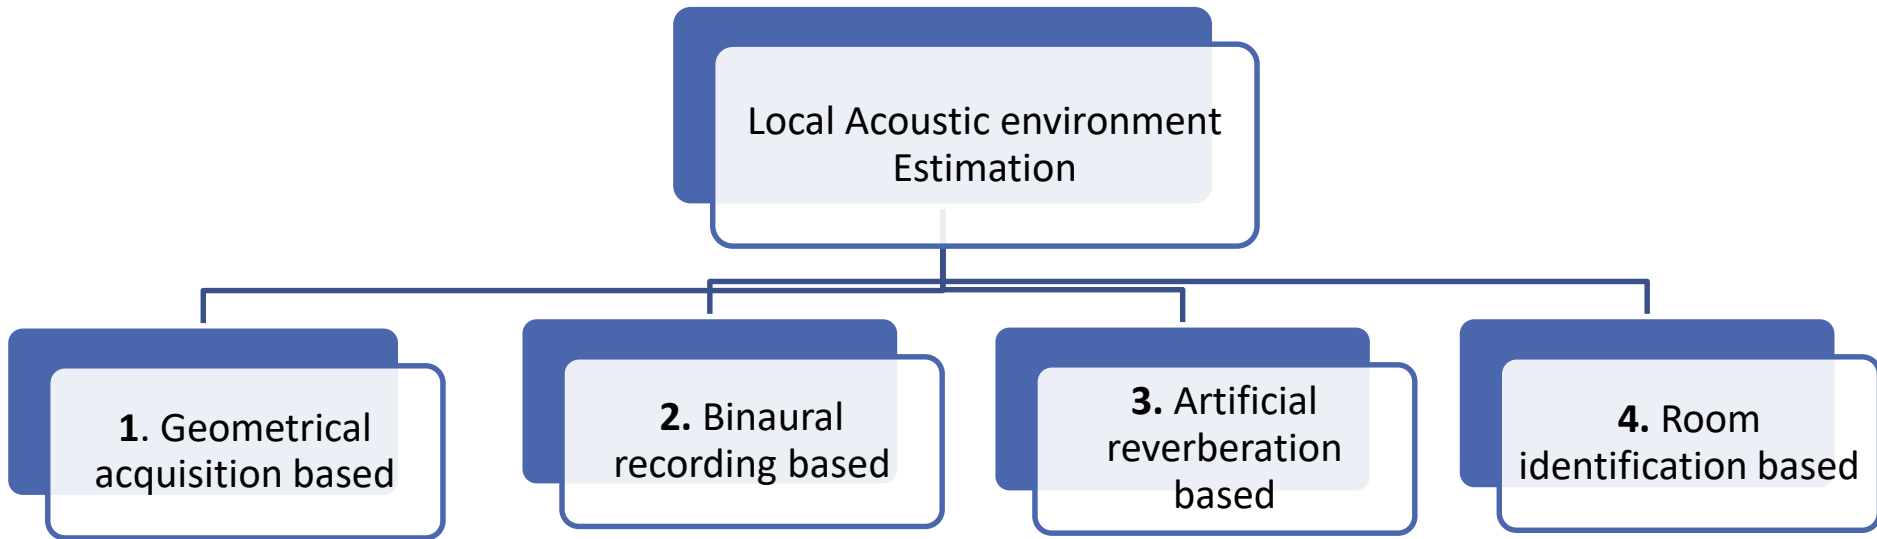 Local Acoustic environment
Estimation
1. Geometrical
acquisition based
2. Binaural
recording based
3. Artificial
reverberation
based
4. Room
identification based